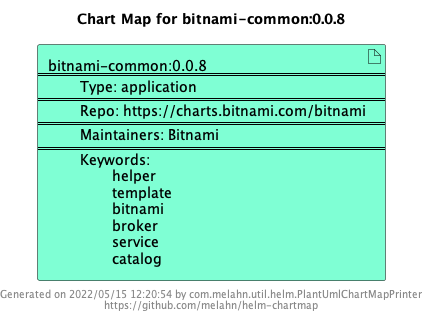 Chart Map for bitnami-common:0.0.8
bitnami-common:0.0.8
Type: application
Repo: https://charts.bitnami.com/bitnami
Maintainers: Bitnami
Keywords:
helper
template
bitnami
broker
service
catalog
Generated on 2022/05/15 12:20:54 by com.melahn.util.helm.PlantUmlChartMapPrinter
https://github.com/melahn/helm-chartmap